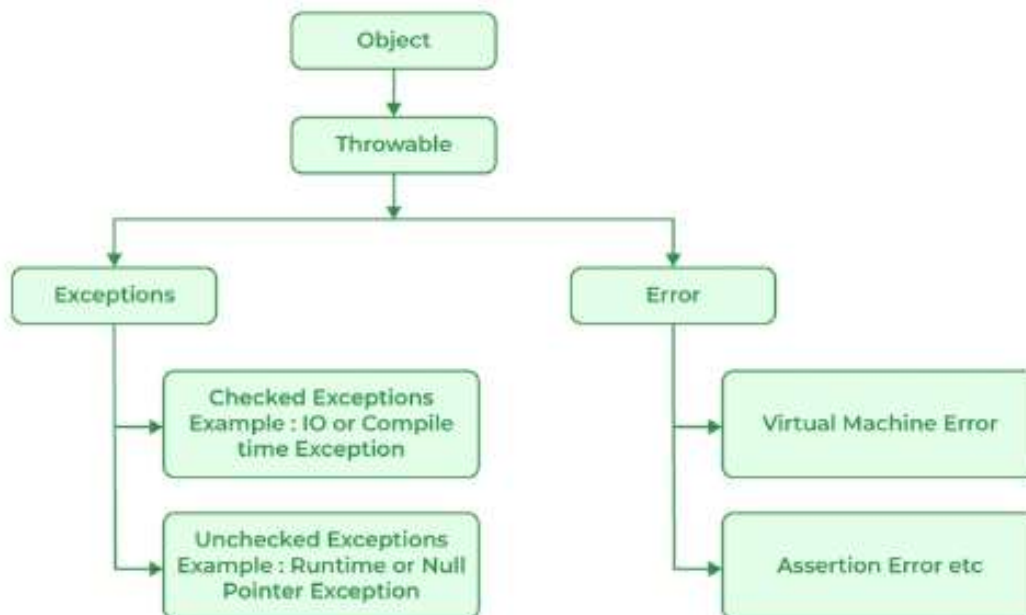 Object
Throwable
Exceptions
Error
Checked Exceptions
Example : IO or Compile
time Exception
Virtual Machine Error
Unchecked Exceptions
Example : Runtime or Null
Pointer Exception
Assertion Error etc